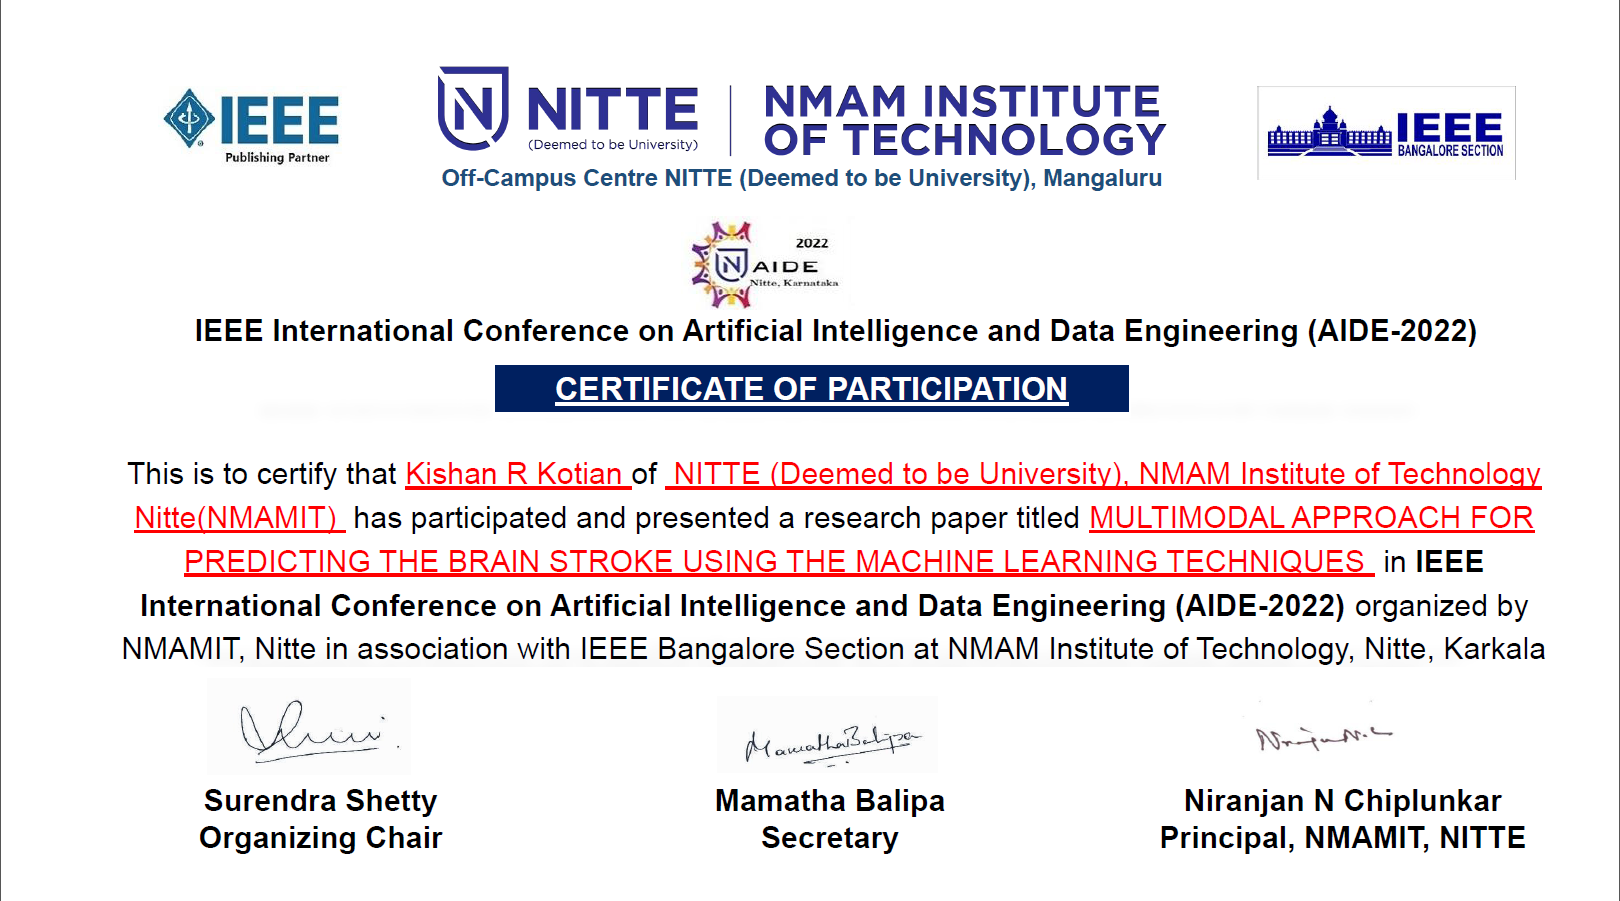 IEEE
Publishing Partner
NITTE
(Deemed to be University)
NMAM INSTITUTE
OF TECHNOLOGY
Off-Campus Centre NITTE (Deemed to be University), Mangaluru
IEEE
BANGALORE SECTION
2022
N AIDE
Nitte, Karnataka
IEEE International Conference on Artificial Intelligence and Data Engineering (AIDE-2022)
CERTIFICATE OF PARTICIPATION
This is to certify that Kishan R Kotian of NITTE (Deemed to be University), NMAM Institute of Technology
Nitte(NMAMIT) has participated and presented a research paper titled MULTIMODAL APPROACH FOR
PREDICTING THE BRAIN STROKE USING THE MACHINE LEARNING TECHNIQUES in IEEE
International Conference on Artificial Intelligence and Data Engineering (AIDE-2022) organized by
NMAMIT, Nitte in association with IEEE Bangalore Section at NMAM Institute of Technology, Nitte, Karkala
Mamatha Balipa
Surendra Shetty
Organizing Chair
Mamatha Balipa
Secretary
Niranjan N Chiplunkar
Principal, NMAMIT, NITTE